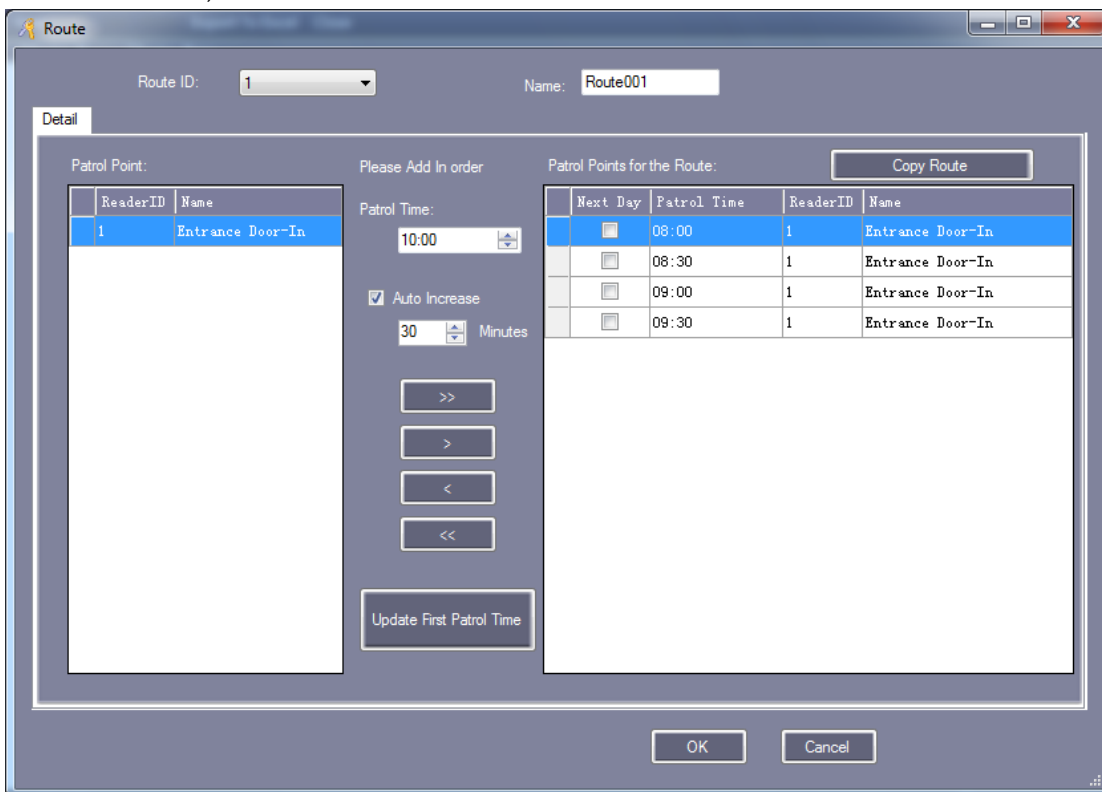 Route
Route ID: 1 Name: Route001
Detail
Patrol Point: Please Add In order Patrol Points for the Route: Copy Route
ReaderID Name
1 Entrance Door-In
Patrol Time:
10:00
Auto Increase
30 Minutes
>>
>
<
<<
Update First Patrol Time
Next Day Patrol Time ReaderID Name
08:00 1 Entrance Door-In
08:30 1 Entrance Door-In
09:00 1 Entrance Door-In
09:30 1 Entrance Door-In
OK Cancel